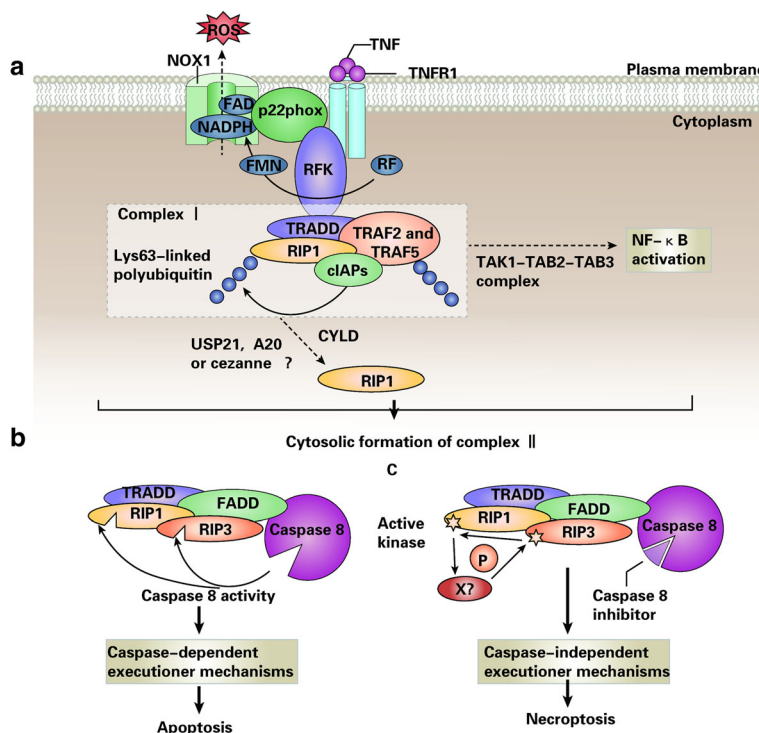 ROS
TNF
NOX1
TNFR1
a
Plasma membrane
FAD
p22phox
NADPH
Cytoplasm
FMN
RFK
RF
Complex Ⅰ
TRADD
TRAF2 and
TRAF5
RIP1
Lys63-linked
polyubiquitin
cIAPs
TAK1-TAB2-TAB3
complex
NF-κB
activation
USP21, A20
or cezanne ?
CYLD
RIP1
b
Cytosolic formation of complex Ⅱ
c
TRADD
FADD
RIP1
RIP3
Caspase 8
Caspase 8 activity
Caspase-dependent
executioner mechanisms
Apoptosis
TRADD
FADD
RIP1
RIP3
Caspase 8
Active
kinase
P
X?
Caspase 8
inhibitor
Caspase-independent
executioner mechanisms
Necroptosis